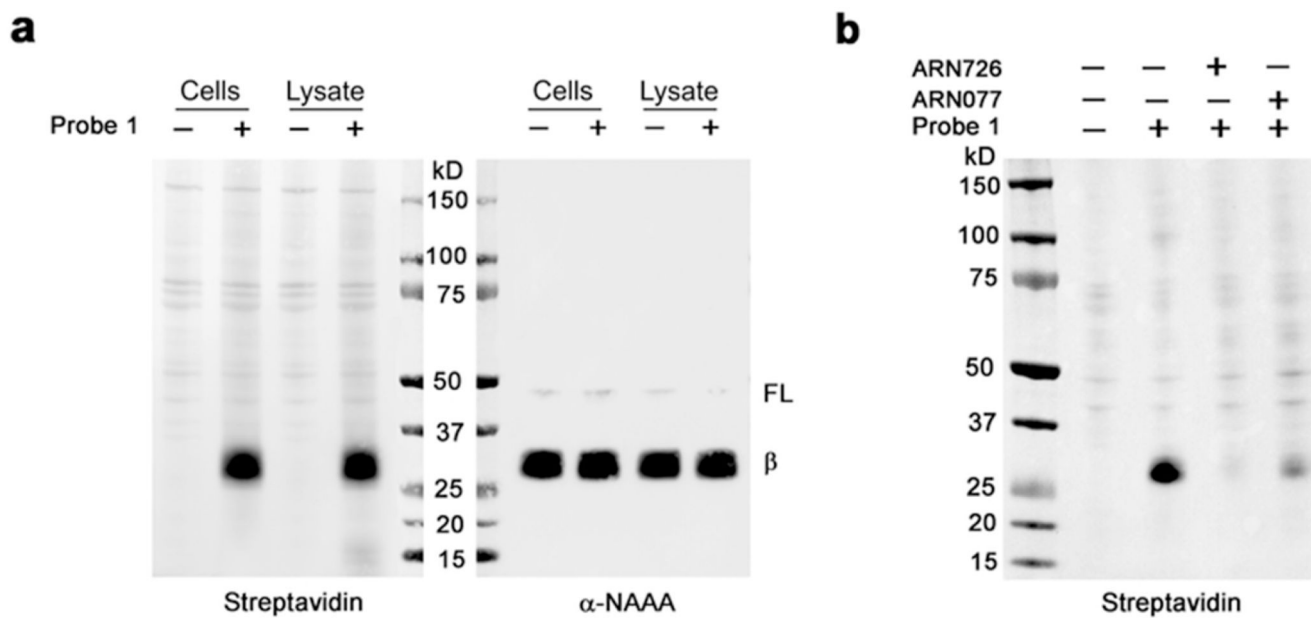 a
Cells Lysate
Probe 1 – + – +
Cells Lysate
– + – +
kD
150
100
75
50
37
25
20
15
FL
β
Streptavidin
α-NAAA
b
ARN726 – – + –
ARN077 – – – +
Probe 1 – + + +
kD
150
100
75
50
37
25
20
15
Streptavidin